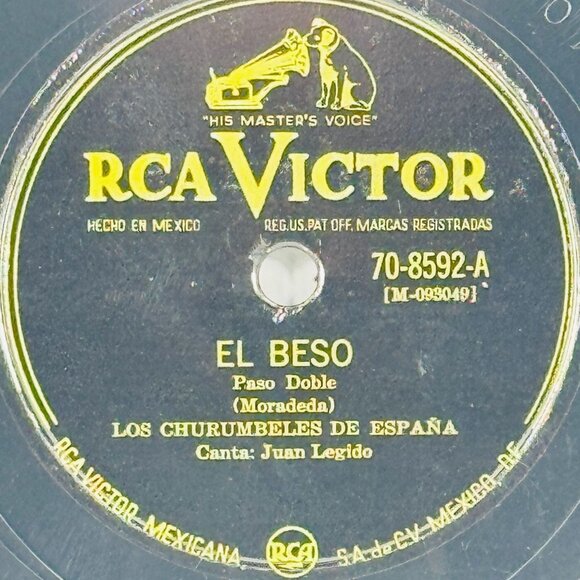 "HIS MASTER'S VOICE"
RCA VICTOR
HECHO EN MEXICO REG. US. PAT. OFF. MARCAS REGISTRADAS
70-8592-A
[M-093049]
EL BESO
Paso Doble
(Moradeda)
LOS CHURUMBELES DE ESPAÑA
Canta: Juan Legido
RCA VICTOR MEXICANA, S.A. de C.V. MEXICO, D.F.
RCA